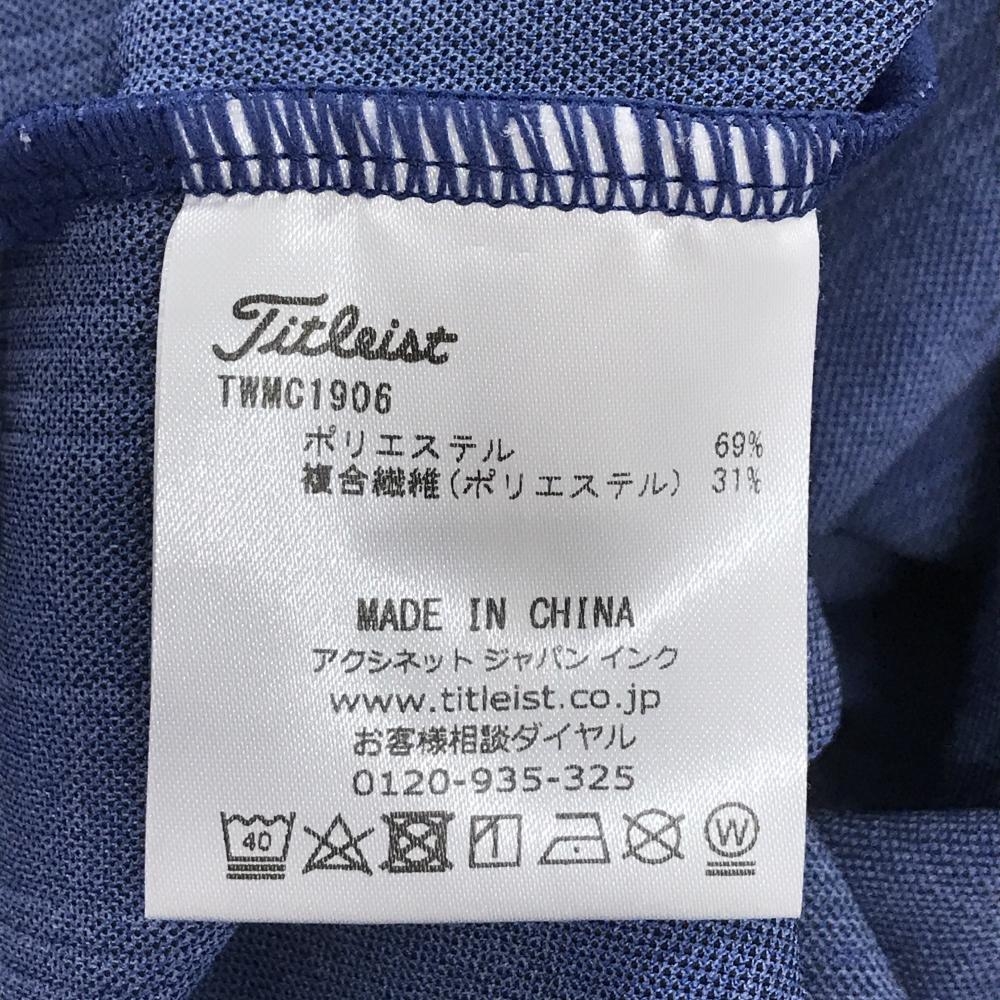 Titleist
TWMC1906
ポリエステル 69%
複合繊維(ポリエステル) 31%
MADE IN CHINA
アクシネット ジャパン インク
www.titleist.co.jp
お客様相談ダイヤル
0120-935-325
40 W